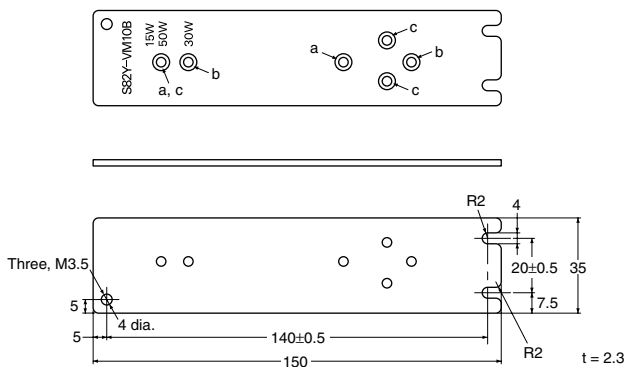 S82Y–VM10B
15W
50W
30W
a, c
b
a
c
b
c
R2
4
Three, M3.5
20±0.5
35
5
4 dia.
7.5
5
140±0.5
R2
150
t = 2.3